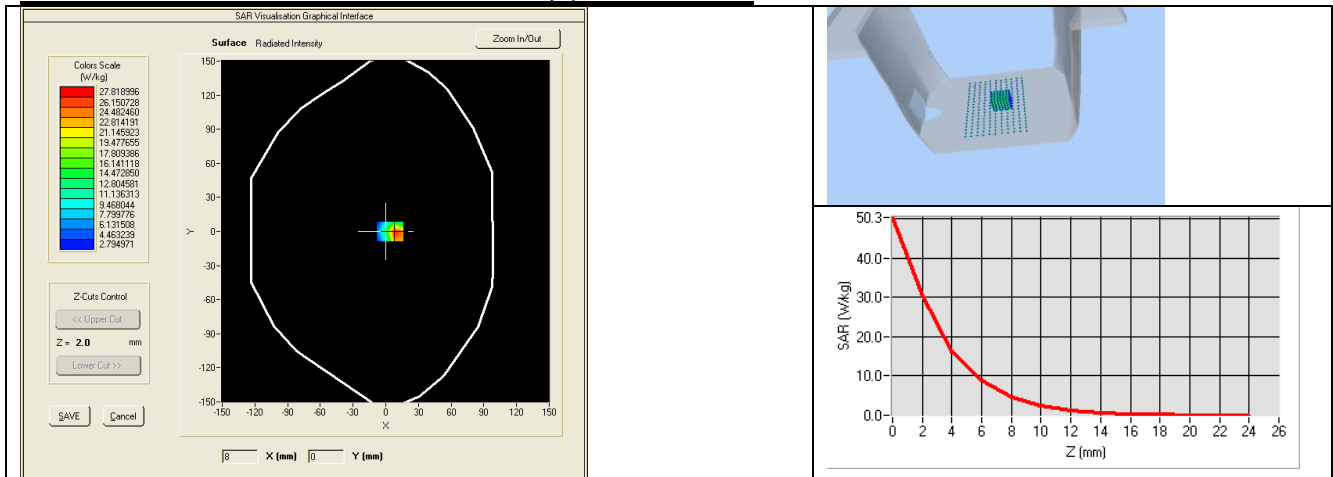 SAR Visualisation Graphical Interface
Surface Radiated Intensity
Zoom In/Out
Colors Scale
(W/kg)
27.818996
26.150728
24.482460
22.814191
21.145923
19.477655
17.809386
16.141118
14.472850
12.804581
11.136313
9.468044
7.799776
6.131508
4.463239
2.794971
Z-Cuts Control
<< Upper Cut
Z = 2.0 mm
Lower Cut >>
SAVE Cancel
150-
120-
90-
60-
30-
0-
-30-
-60-
-90-
-120-
-150-
Y
-150 -120 -90 -60 -30 0 30 60 90 120 150
X
8 X (mm) 0 Y (mm)
50.3-
40.0-
30.0-
20.0-
10.0-
0.0-
SAR (W/kg)
0 2 4 6 8 10 12 14 16 18 20 22 24 26
Z (mm)